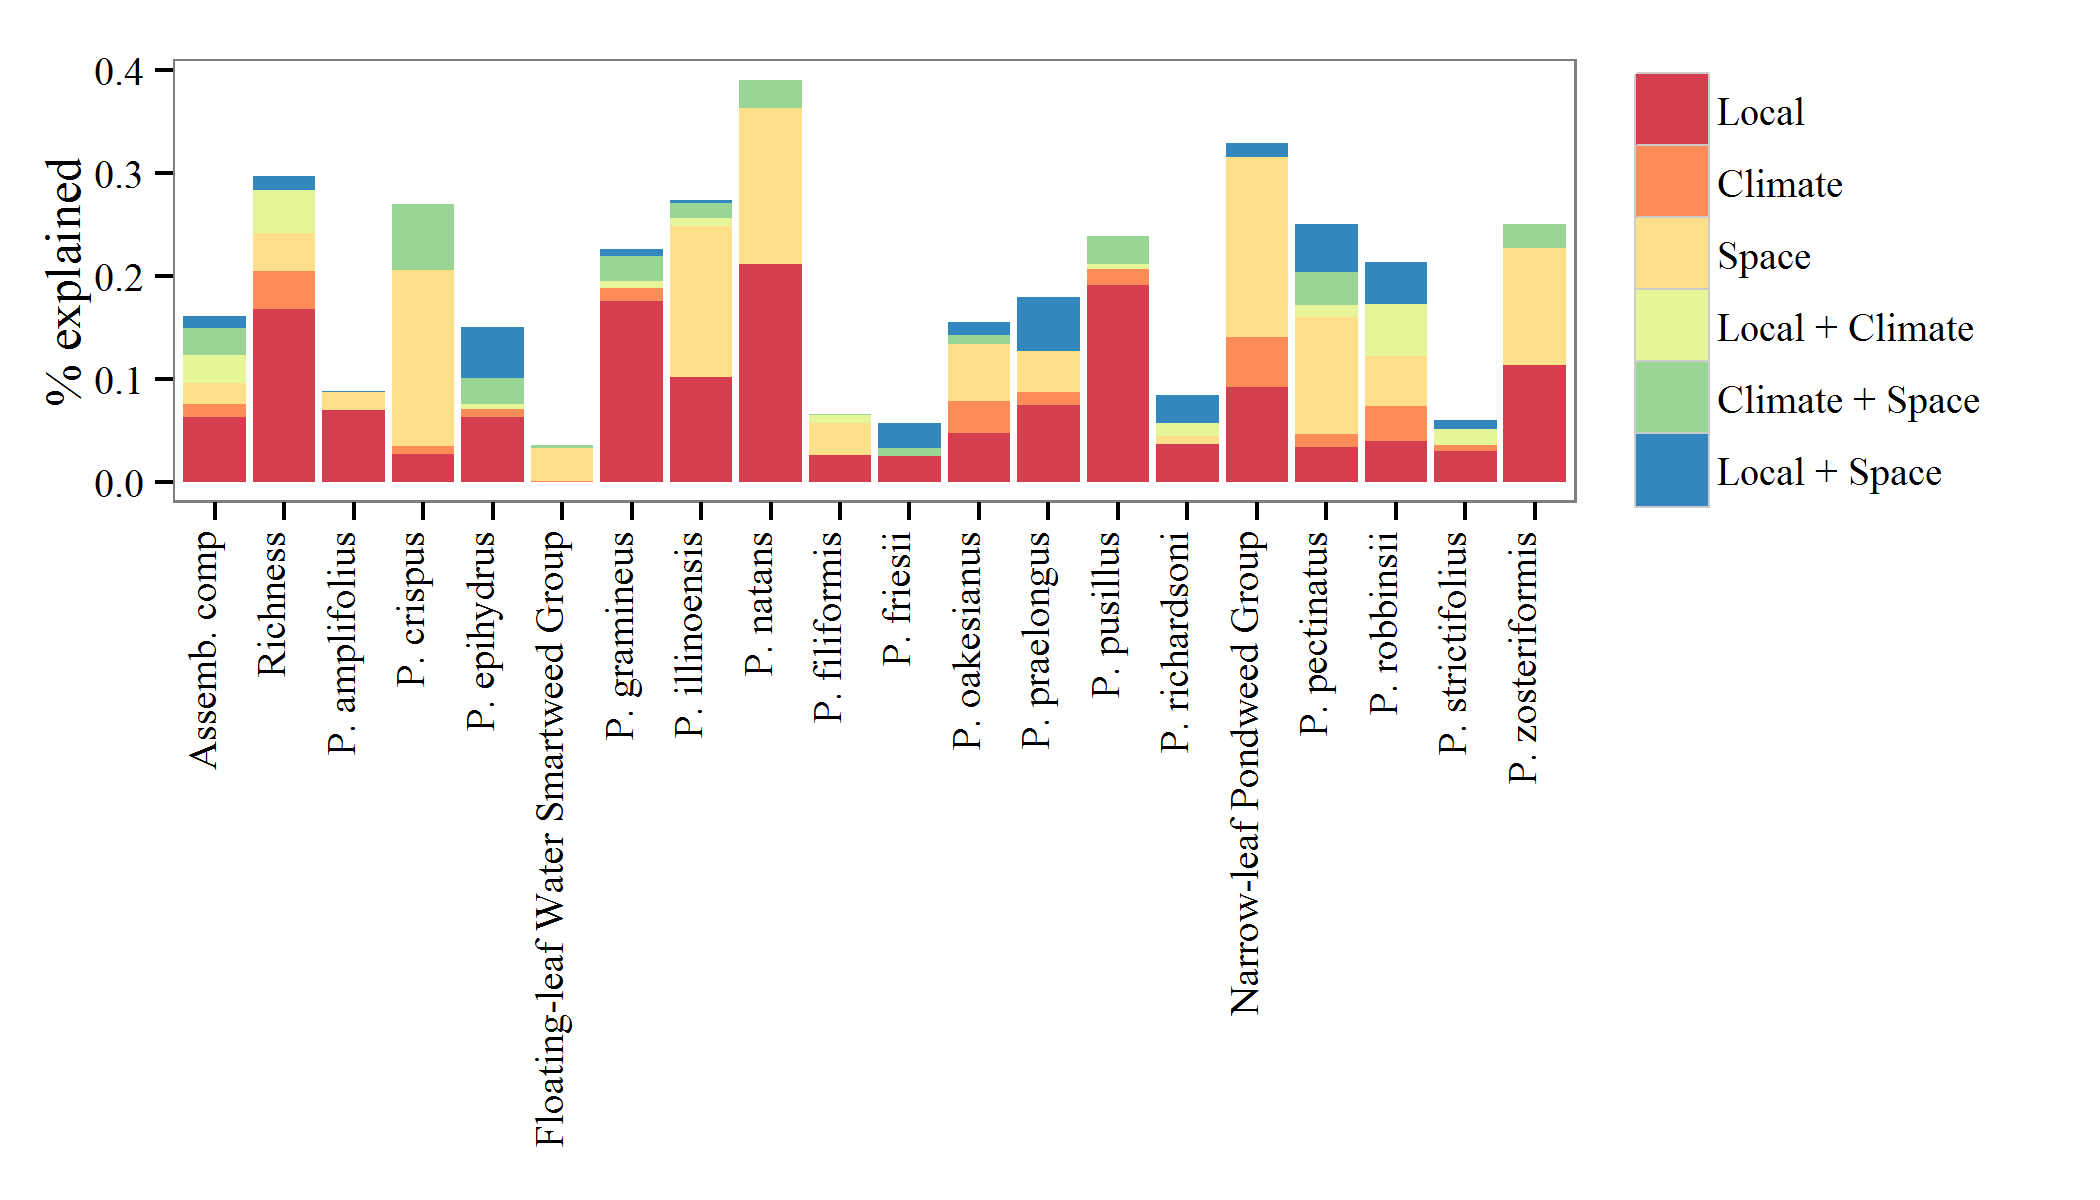 % explained
0.4
0.3
0.2
0.1
0.0
Assemb. comp
Richness
P. amplifolius
P. crispus
P. epihydrus
Floating-leaf Water Smartweed Group
P. gramineus
P. illinoensis
P. natans
P. filiformis
P. friesii
P. oakesianus
P. praelongus
P. pusillus
P. richardsoni
Narrow-leaf Pondweed Group
P. pectinatus
P. robbinsii
P. strictifolius
P. zosteriformis
Local
Climate
Space
Local + Climate
Climate + Space
Local + Space